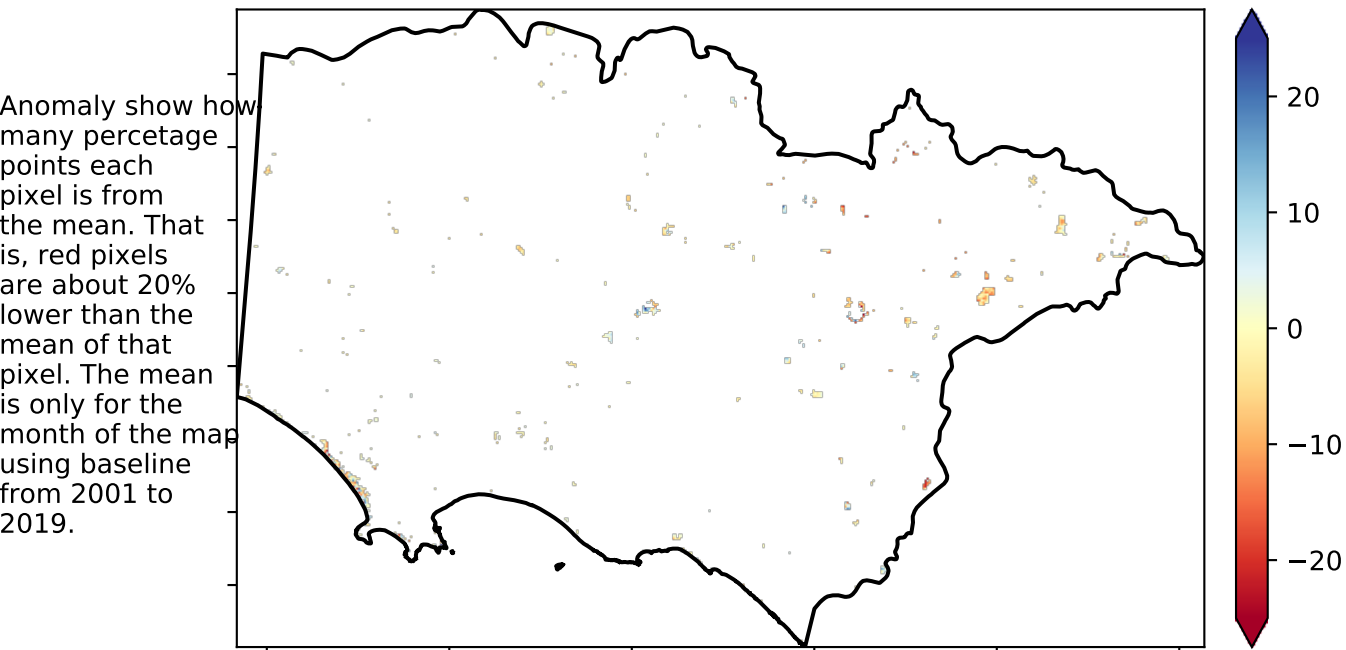 Anomaly show how
many percetage
points each
pixel is from
the mean. That
is, red pixels
are about 20%
lower than the
mean of that
pixel. The mean
is only for the
month of the map
using baseline
from 2001 to
2019.
20
10
0
−10
−20